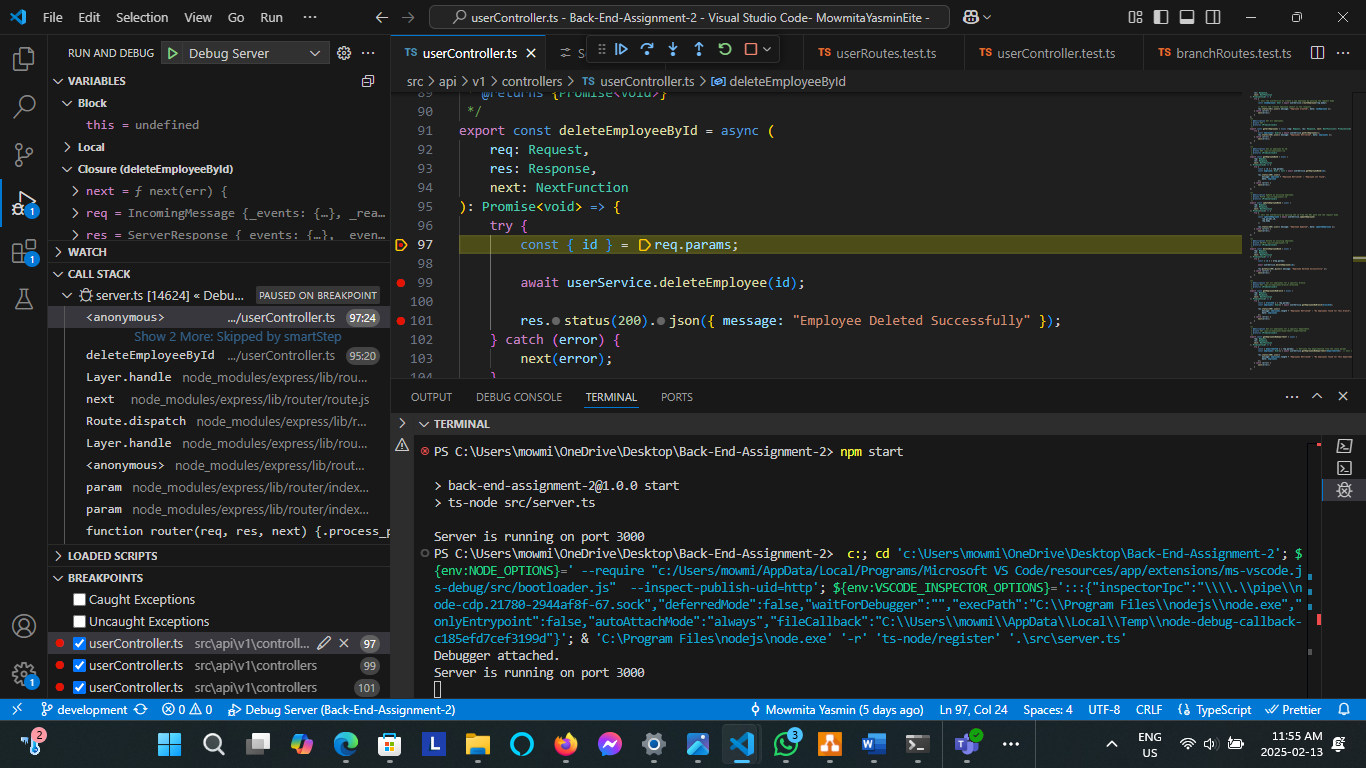 File Edit Selection View Go Run ···
userController.ts - Back-End-Assignment-2 - Visual Studio Code- MowmitaYasminEite -
RUN AND DEBUG Debug Server
TS userController.ts
TS userRoutes.test.ts
TS userController.test.ts
TS branchRoutes.test.ts
src > api > v1 > controllers > TS userController.ts > deleteEmployeeById
VARIABLES
Block
this = undefined
Local
Closure (deleteEmployeeById)
next = ƒ next(err) {
req = IncomingMessage {_events: {…}, _rea…
res = ServerResponse {_events: {…}, _even…
WATCH
CALL STACK
server.ts [14624] « Debu… PAUSED ON BREAKPOINT
<anonymous> …/userController.ts 97:24
Show 2 More: Skipped by smartStep
deleteEmployeeById …/userController.ts 95:20
Layer.handle node_modules/express/lib/rou…
next node_modules/express/lib/router/route.js
Route.dispatch node_modules/express/lib/r…
Layer.handle node_modules/express/lib/rou…
<anonymous> node_modules/express/lib/rout…
param node_modules/express/lib/router/index…
param node_modules/express/lib/router/index…
function router(req, res, next) {.process_p
LOADED SCRIPTS
BREAKPOINTS
Caught Exceptions
Uncaught Exceptions
userController.ts src\api\v1\controll… 97
userController.ts src\api\v1\controllers 99
userController.ts src\api\v1\controllers 101
89 @returns {Promise<void>}
90 */
91 export const deleteEmployeeById = async (
92 req: Request,
93 res: Response,
94 next: NextFunction
95 ): Promise<void> => {
96 try {
97 const { id } = req.params;
98
99 await userService.deleteEmployee(id);
100
101 res.status(200).json({ message: "Employee Deleted Successfully" });
102 } catch (error) {
103 next(error);
104 }
OUTPUT DEBUG CONSOLE TERMINAL PORTS
TERMINAL
PS C:\Users\mowmi\OneDrive\Desktop\Back-End-Assignment-2> npm start
> back-end-assignment-2@1.0.0 start
> ts-node src/server.ts
Server is running on port 3000
PS C:\Users\mowmi\OneDrive\Desktop\Back-End-Assignment-2> c:; cd 'c:\Users\mowmi\OneDrive\Desktop\Back-End-Assignment-2'; $
{env:NODE_OPTIONS}=' --require "c:/Users/mowmi/AppData/Local/Programs/Microsoft VS Code/resources/app/extensions/ms-vscode.j
s-debug/src/bootloader.js" --inspect-publish-uid=http'; ${env:VSCODE_INSPECTOR_OPTIONS}=':::{"inspectorIpc":"\\\\.\\pipe\\n
ode-cdp.21780-2944af8f-67.sock","deferredMode":false,"waitForDebugger":"","execPath":"C:\\Program Files\\nodejs\\node.exe","
onlyEntrypoint":false,"autoAttachMode":"always","fileCallback":"C:\\Users\\mowmi\\AppData\\Local\\Temp\\node-debug-callback-
c185efd7cef3199d"}'; & 'C:\Program Files\nodejs\node.exe' '-r' 'ts-node/register' '.\src\server.ts'
Debugger attached.
Server is running on port 3000
development 0 0 Debug Server (Back-End-Assignment-2) Mowmita Yasmin (5 days ago) Ln 97, Col 24 Spaces: 4 UTF-8 CRLF {} TypeScript Prettier
ENG
US
11:55 AM
2025-02-13